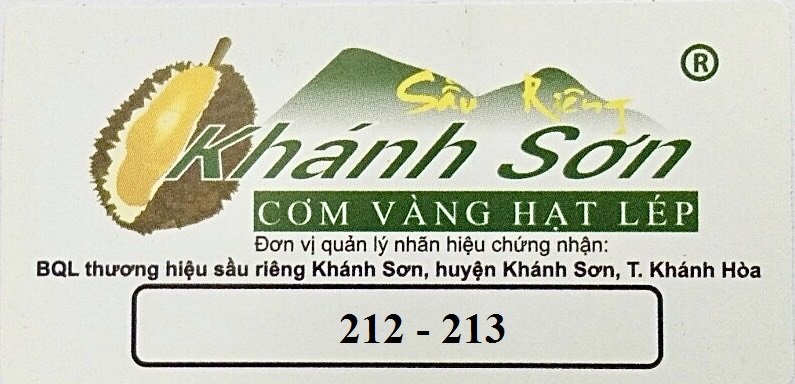 ®
Sầu Riêng
Khánh Sơn
CƠM VÀNG HẠT LÉP
Đơn vị quản lý nhãn hiệu chứng nhận:
BQL thương hiệu sầu riêng Khánh Sơn, huyện Khánh Sơn, T. Khánh Hòa
212 - 213